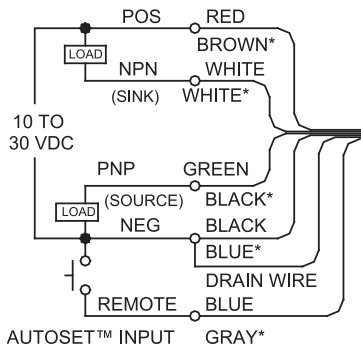 POS RED
BROWN*
LOAD
NPN WHITE
(SINK) WHITE*
10 TO
30 VDC
PNP GREEN
(SOURCE) BLACK*
LOAD
NEG BLACK
BLUE*
DRAIN WIRE
REMOTE BLUE
AUTOSET™ INPUT GRAY*